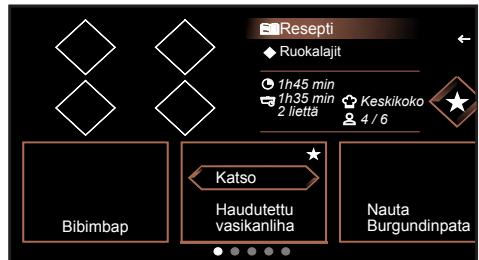 Resepti
Ruokalajit
1h45 min
1h35 min
2 liettä
Keskikoko
4 / 6
Katso
Bibimbap
Haudutettu
vasikanliha
Nauta
Burgundinpata